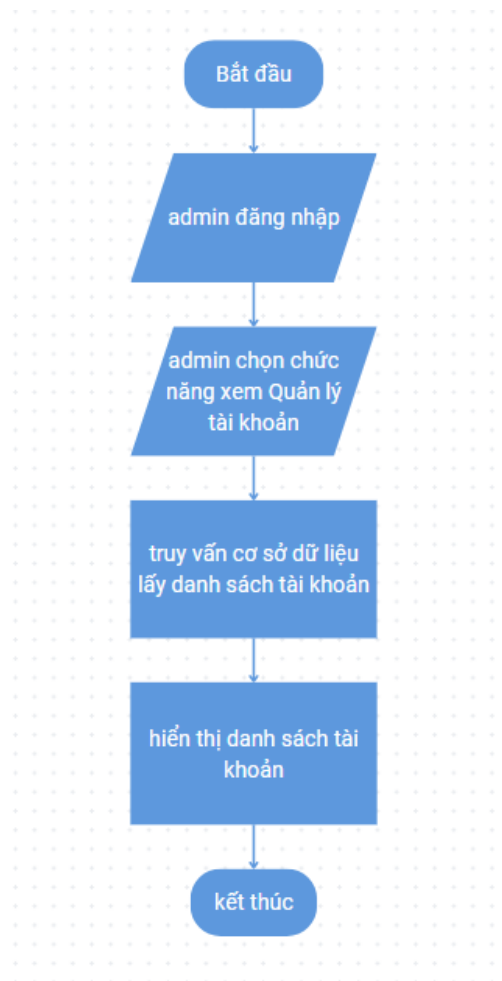 Bắt đầu
admin đăng nhập
admin chọn chức
năng xem Quản lý
tài khoản
truy vấn cơ sở dữ liệu
lấy danh sách tài khoản
hiển thị danh sách tài
khoản
kết thúc